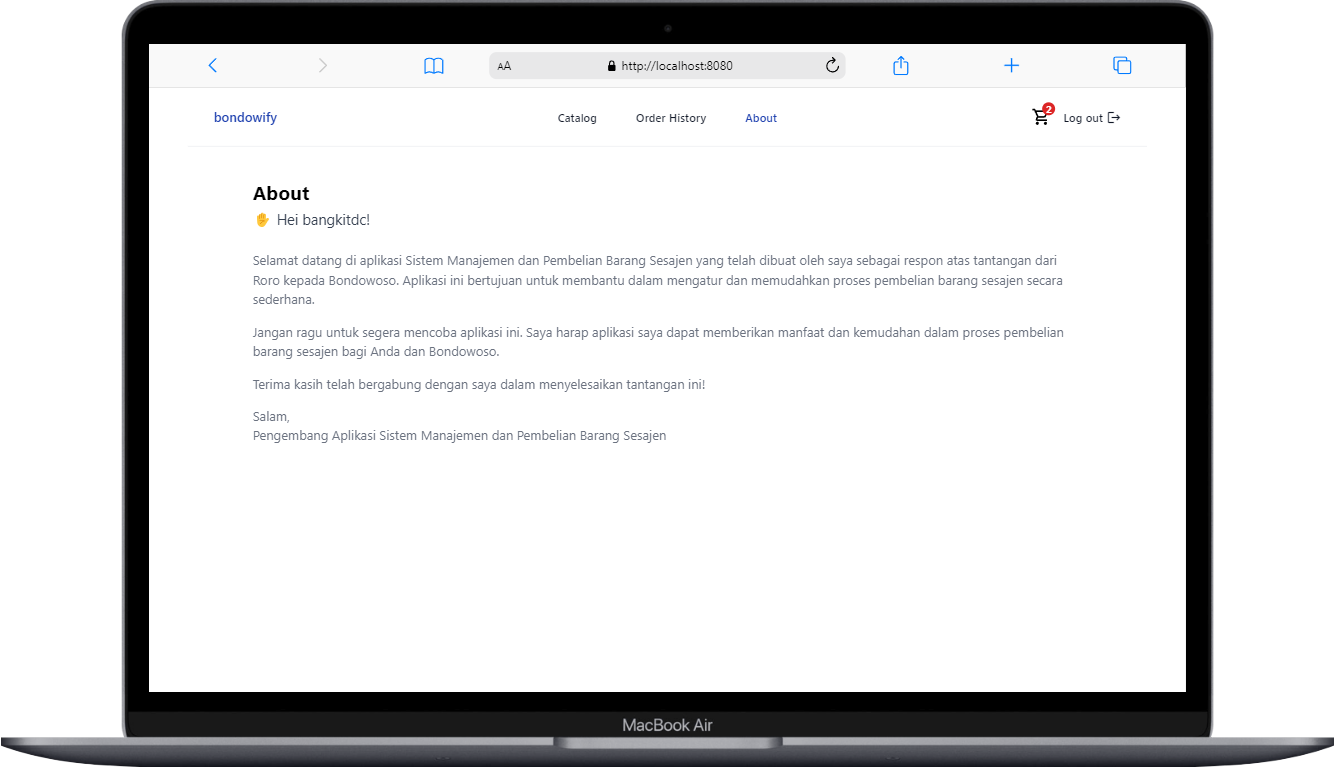 AA
http://localhost:8080
bondowify
Catalog
Order History
About
2
Log out
About
✋ Hei bangkitdc!
Selamat datang di aplikasi Sistem Manajemen dan Pembelian Barang Sesajen yang telah dibuat oleh saya sebagai respon atas tantangan dari
Roro kepada Bondowoso. Aplikasi ini bertujuan untuk membantu dalam mengatur dan memudahkan proses pembelian barang sesajen secara
sederhana.
Jangan ragu untuk segera mencoba aplikasi ini. Saya harap aplikasi saya dapat memberikan manfaat dan kemudahan dalam proses pembelian
barang sesajen bagi Anda dan Bondowoso.
Terima kasih telah bergabung dengan saya dalam menyelesaikan tantangan ini!
Salam,
Pengembang Aplikasi Sistem Manajemen dan Pembelian Barang Sesajen
MacBook Air